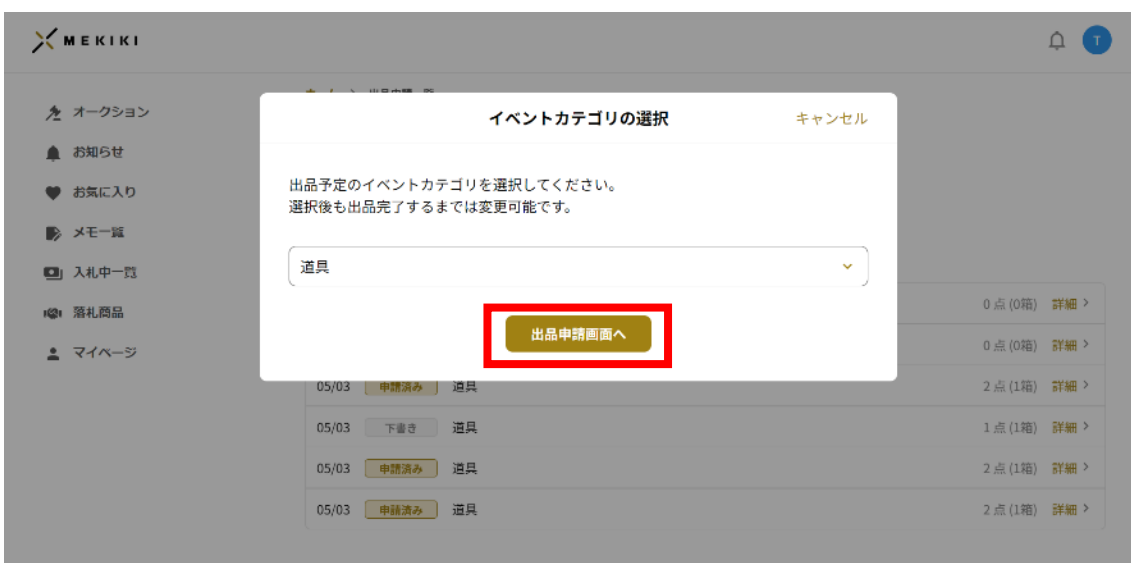 MEKIKI
T
オークション
お知らせ
お気に入り
メモ一覧
入札中一覧
落札商品
マイページ
イベントカテゴリの選択
キャンセル
出品予定のイベントカテゴリを選択してください。
選択後も出品完了するまでは変更可能です。
道具
出品申請画面へ
0 点 (0箱) 詳細
0 点 (0箱) 詳細
05/03 申請済み 道具 2 点 (1箱) 詳細
05/03 下書き 道具 1 点 (1箱) 詳細
05/03 申請済み 道具 2 点 (1箱) 詳細
05/03 申請済み 道具 2 点 (1箱) 詳細